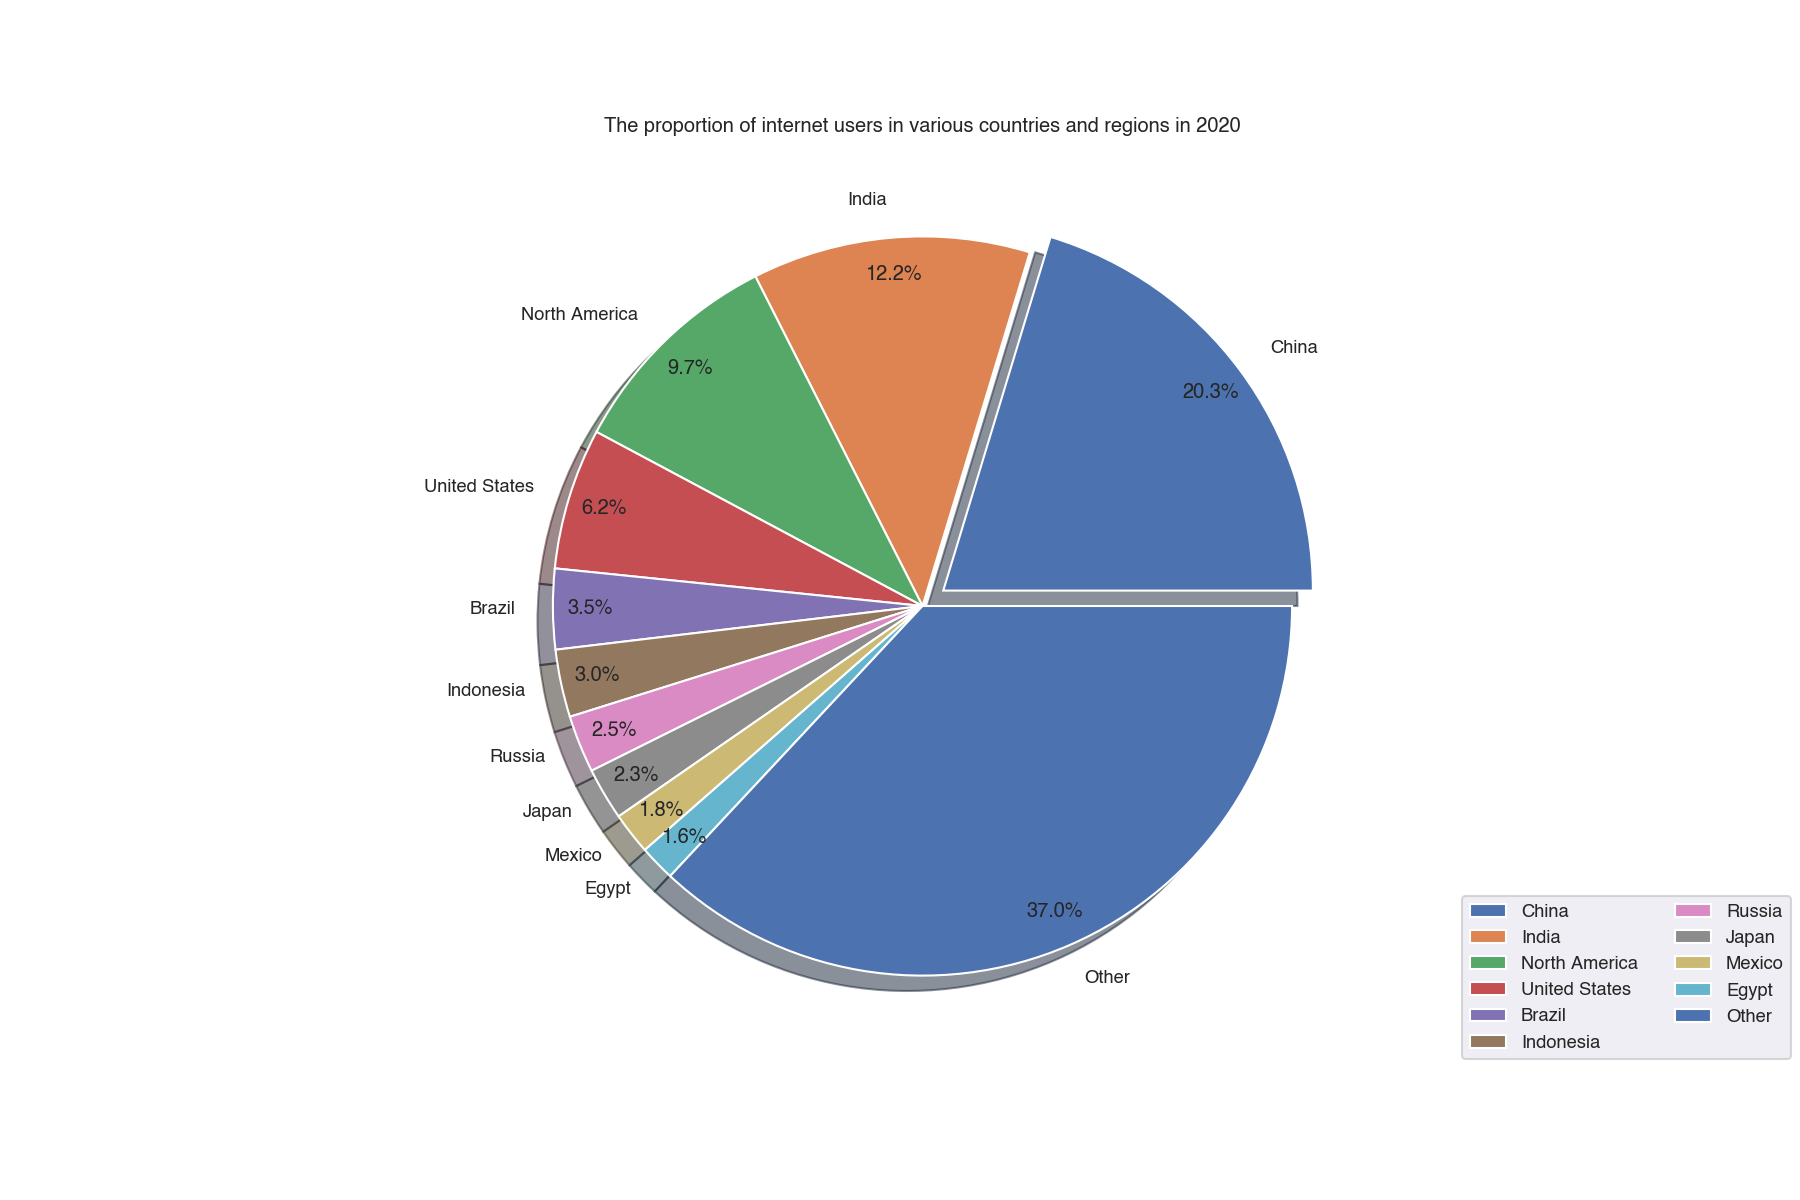 The proportion of internet users in various countries and regions in 2020
India
12.2%
North America
China
9.7%
20.3%
United States
6.2%
Brazil
3.5%
Indonesia
3.0%
Russia
2.5%
Japan
2.3%
Mexico
1.8%
Egypt
1.6%
37.0%
Other
China
India
North America
United States
Brazil
Indonesia
Russia
Japan
Mexico
Egypt
Other